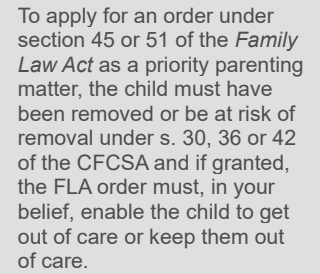 To apply for an order under
section 45 or 51 of the Family
Law Act as a priority parenting
matter, the child must have
been removed or be at risk of
removal under s. 30, 36 or 42
of the CFCSA and if granted,
the FLA order must, in your
belief, enable the child to get
out of care or keep them out
of care.